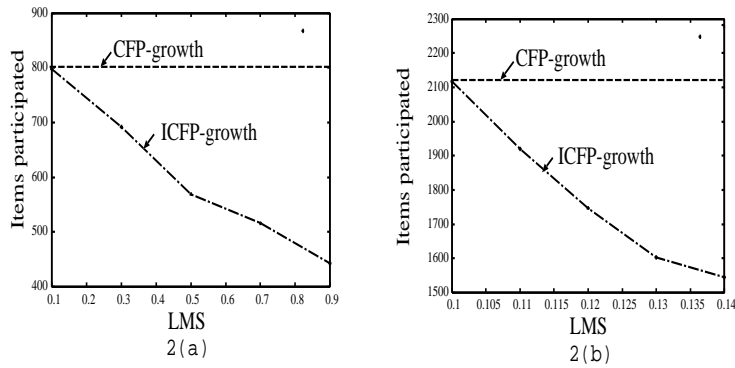 900
800
700
600
500
400
Items participated
CFP-growth
ICFP-growth
0.1 0.2 0.3 0.4 0.5 0.6 0.7 0.8 0.9
LMS
2(a)
2300
2200
2100
2000
1900
1800
1700
1600
1500
Items participated
CFP-growth
ICFP-growth
0.1 0.105 0.11 0.115 0.12 0.125 0.13 0.135 0.14
LMS
2(b)